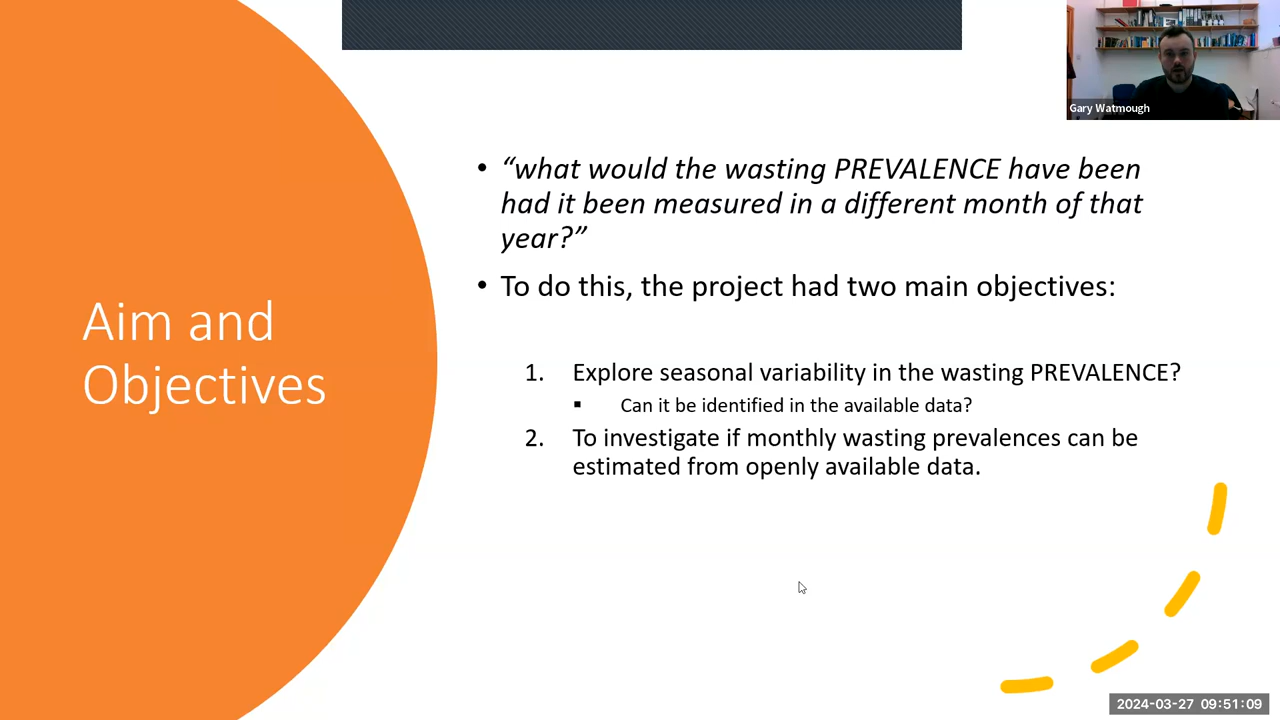 Gary Watmough
Aim and
Objectives
• “what would the wasting PREVALENCE have been
had it been measured in a different month of that
year?”
• To do this, the project had two main objectives:
1. Explore seasonal variability in the wasting PREVALENCE?
▪ Can it be identified in the available data?
2. To investigate if monthly wasting prevalences can be
estimated from openly available data.
2024-03-27 09:51:09